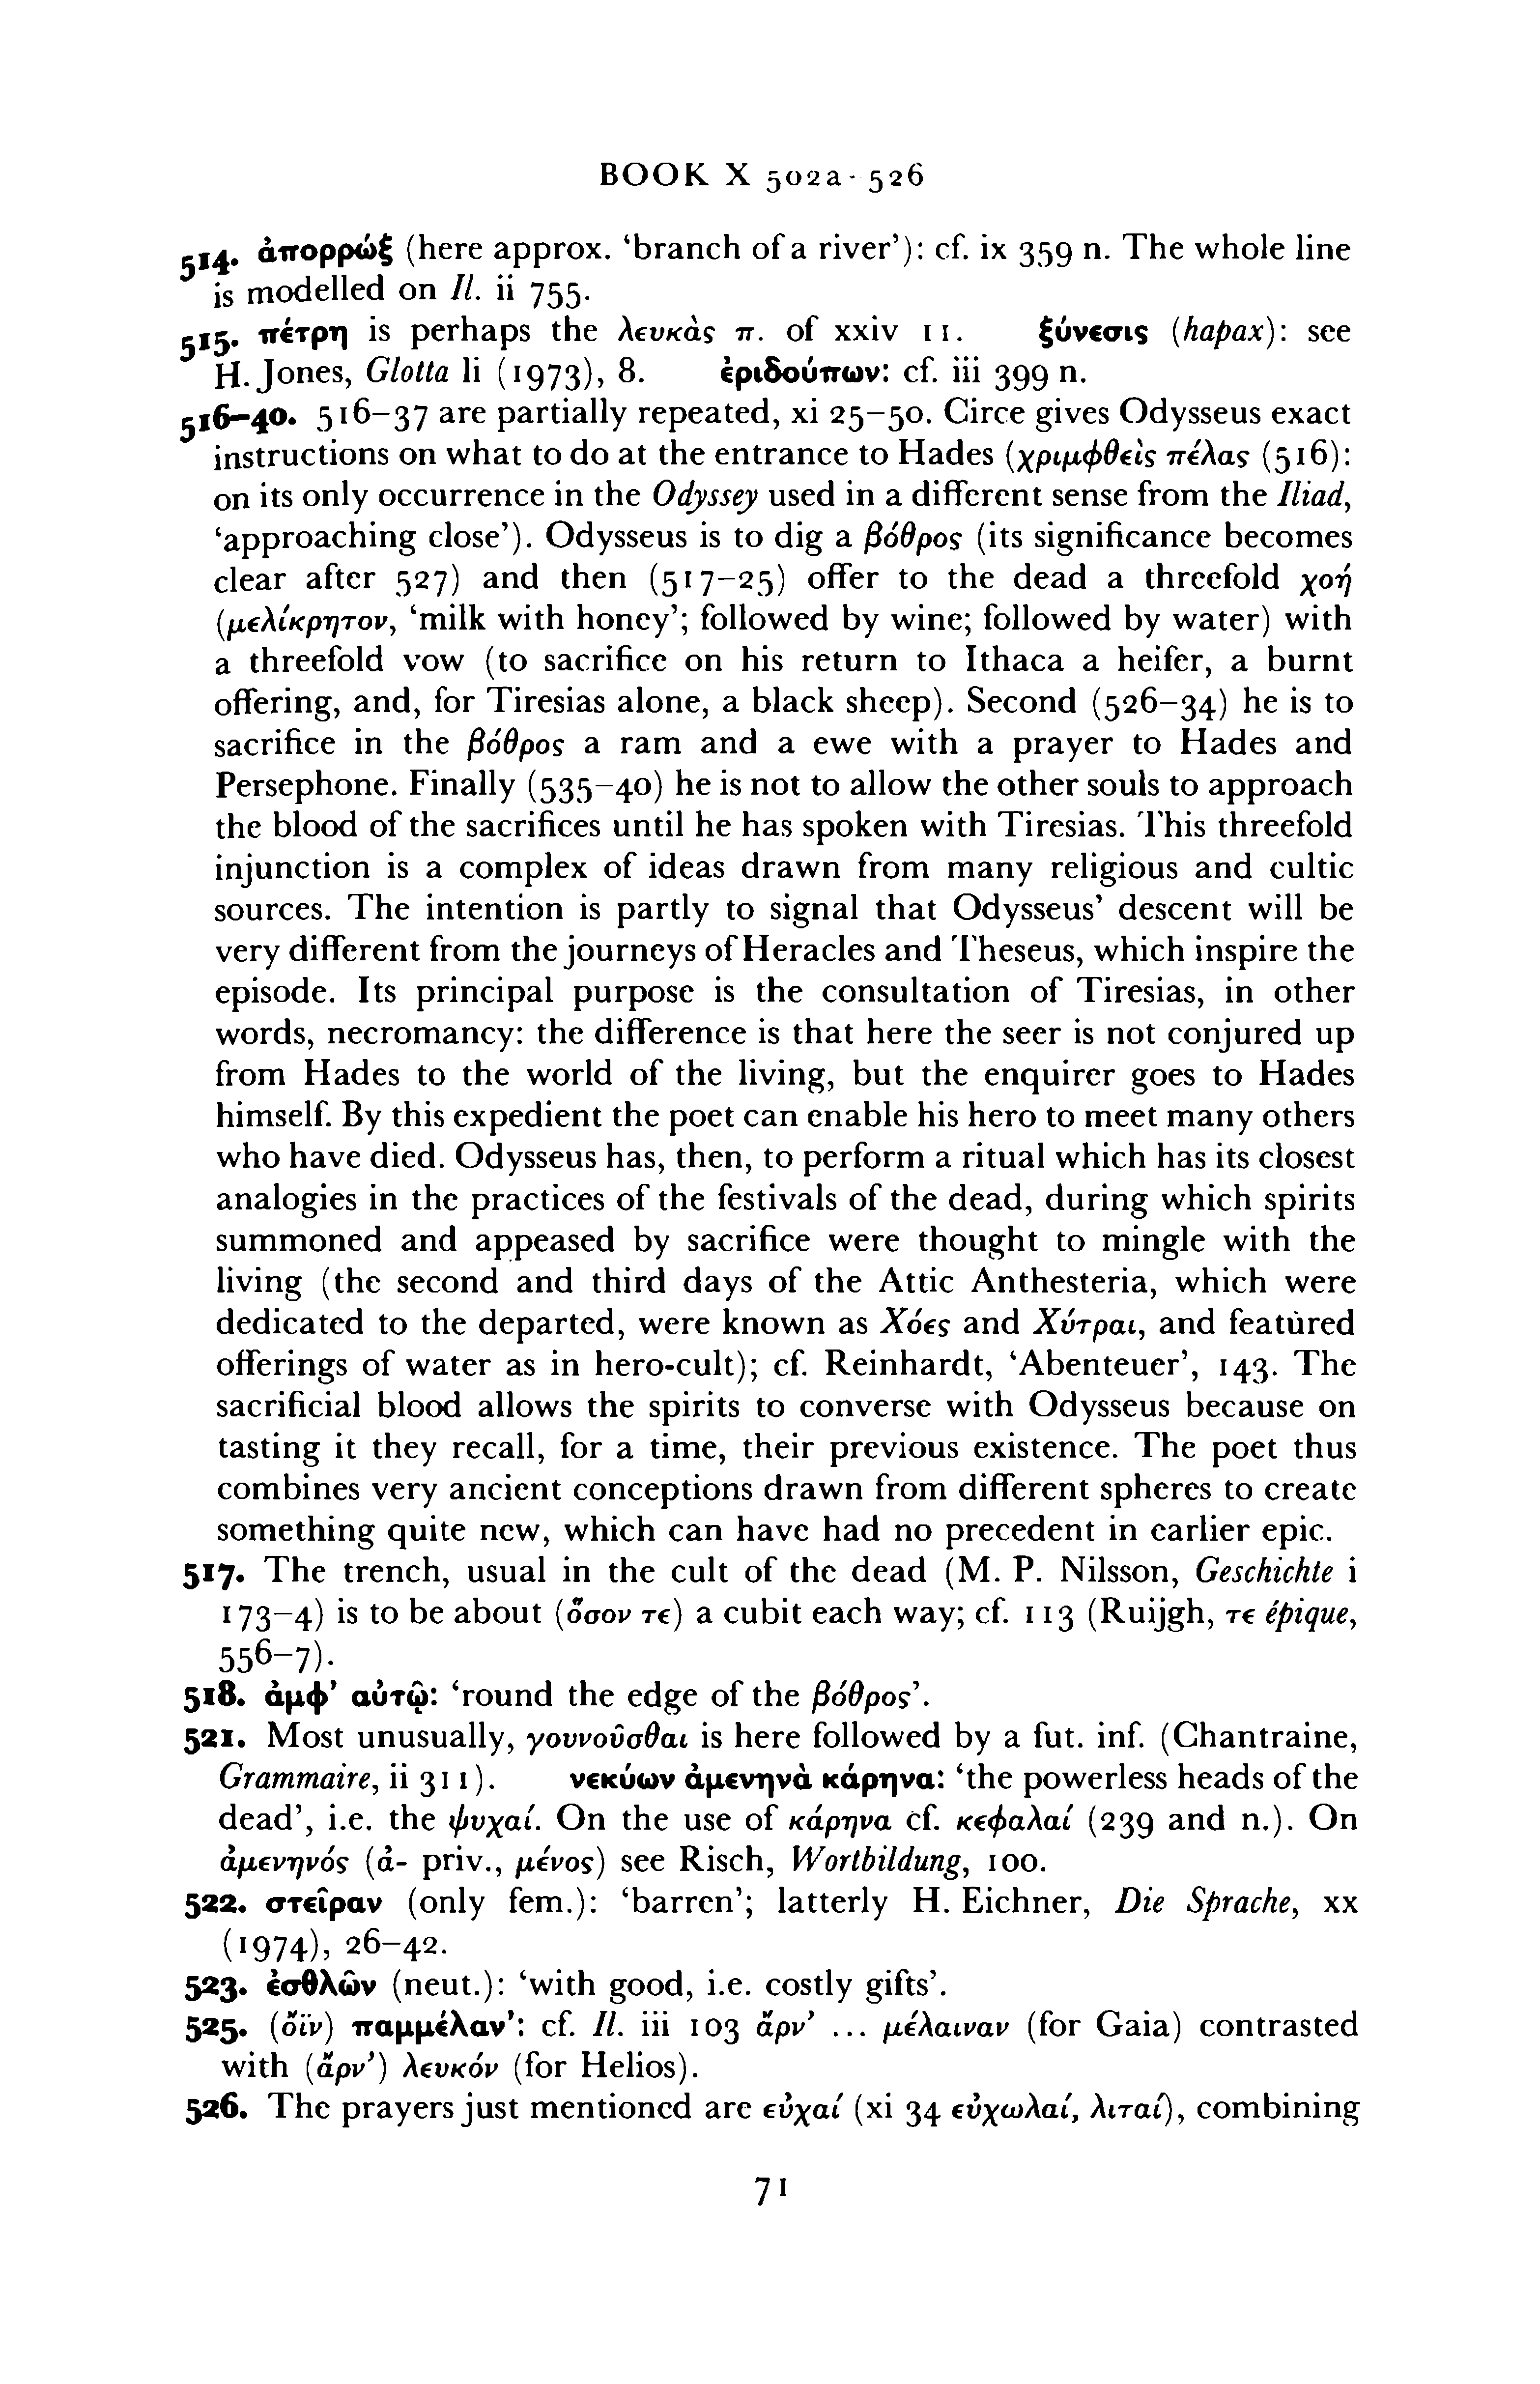 BOOK X 502a-526
514. ἀπορρώξ (here approx. ‘branch of a river’): cf. ix 359 n. The whole line
is modelled on Il. ii 755.
515. πέτρη is perhaps the λευκὰς π. of xxiv 11. ξύνεσις (hapax): see
H. Jones, Glotta li (1973), 8. ἐριδούπων: cf. iii 399 n.
516–40. 516–37 are partially repeated, xi 25–50. Circe gives Odysseus exact
instructions on what to do at the entrance to Hades (χριμφθεὶς πέλας (516):
on its only occurrence in the Odyssey used in a different sense from the Iliad,
‘approaching close’). Odysseus is to dig a βόθρος (its significance becomes
clear after 527) and then (517–25) offer to the dead a threefold χοή
(μελίκρητον, ‘milk with honey’; followed by wine; followed by water) with
a threefold vow (to sacrifice on his return to Ithaca a heifer, a burnt
offering, and, for Tiresias alone, a black sheep). Second (526–34) he is to
sacrifice in the βόθρος a ram and a ewe with a prayer to Hades and
Persephone. Finally (535–40) he is not to allow the other souls to approach
the blood of the sacrifices until he has spoken with Tiresias. This threefold
injunction is a complex of ideas drawn from many religious and cultic
sources. The intention is partly to signal that Odysseus’ descent will be
very different from the journeys of Heracles and Theseus, which inspire the
episode. Its principal purpose is the consultation of Tiresias, in other
words, necromancy: the difference is that here the seer is not conjured up
from Hades to the world of the living, but the enquirer goes to Hades
himself. By this expedient the poet can enable his hero to meet many others
who have died. Odysseus has, then, to perform a ritual which has its closest
analogies in the practices of the festivals of the dead, during which spirits
summoned and appeased by sacrifice were thought to mingle with the
living (the second and third days of the Attic Anthesteria, which were
dedicated to the departed, were known as Χόες and Χύτραι, and featured
offerings of water as in hero-cult); cf. Reinhardt, ‘Abenteuer’, 143. The
sacrificial blood allows the spirits to converse with Odysseus because on
tasting it they recall, for a time, their previous existence. The poet thus
combines very ancient conceptions drawn from different spheres to create
something quite new, which can have had no precedent in earlier epic.
517. The trench, usual in the cult of the dead (M. P. Nilsson, Geschichte i
173–4) is to be about (ὅσον τε) a cubit each way; cf. 113 (Ruijgh, τε épique,
556–7).
518. ἀμφ’ αὐτῷ: ‘round the edge of the βόθρος’.
521. Most unusually, γουνοῦσθαι is here followed by a fut. inf. (Chantraine,
Grammaire, ii 311). νεκύων ἀμενηνὰ κάρηνα: ‘the powerless heads of the
dead’, i.e. the ψυχαί. On the use of κάρηνα cf. κεφαλαί (239 and n.). On
ἀμενηνός (ἀ- priv., μένος) see Risch, Wortbildung, 100.
522. στεῖραν (only fem.): ‘barren’; latterly H. Eichner, Die Sprache, xx
(1974), 26–42.
523. ἐσθλῶν (neut.): ‘with good, i.e. costly gifts’.
525. (ὄϊν) παμμέλαν’: cf. Il. iii 103 ἄρν’ ... μέλαιναν (for Gaia) contrasted
with (ἄρν’) λευκόν (for Helios).
526. The prayers just mentioned are εὐχαί (xi 34 εὐχωλαί, λιταί), combining
71